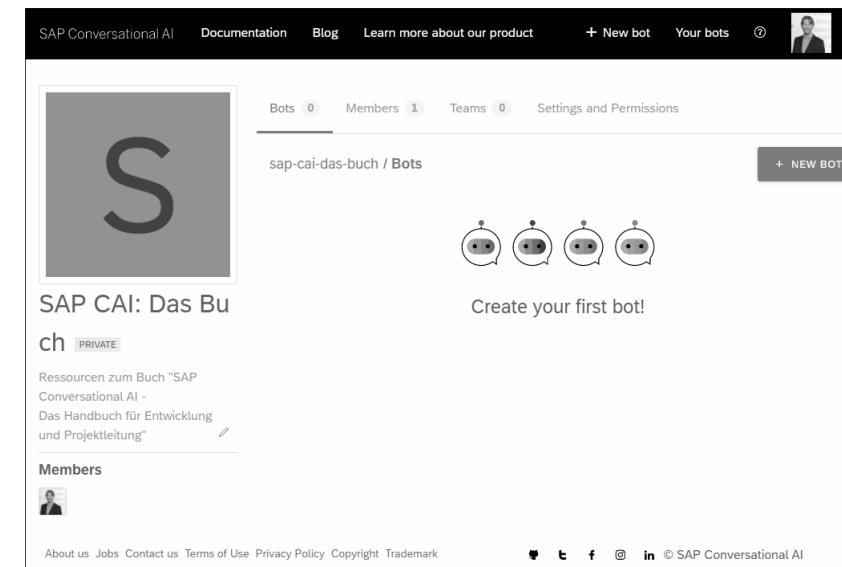 SAP Conversational AI Documentation Blog Learn more about our product + New bot Your bots ?
Bots 0 Members 1 Teams 0 Settings and Permissions
sap-cai-das-buch / Bots
+ NEW BOT
S
Create your first bot!
SAP CAI: Das Bu
ch PRIVATE
Ressourcen zum Buch "SAP
Conversational AI -
Das Handbuch für Entwicklung
und Projektleitung"
Members
About us Jobs Contact us Terms of Use Privacy Policy Copyright Trademark
© SAP Conversational AI